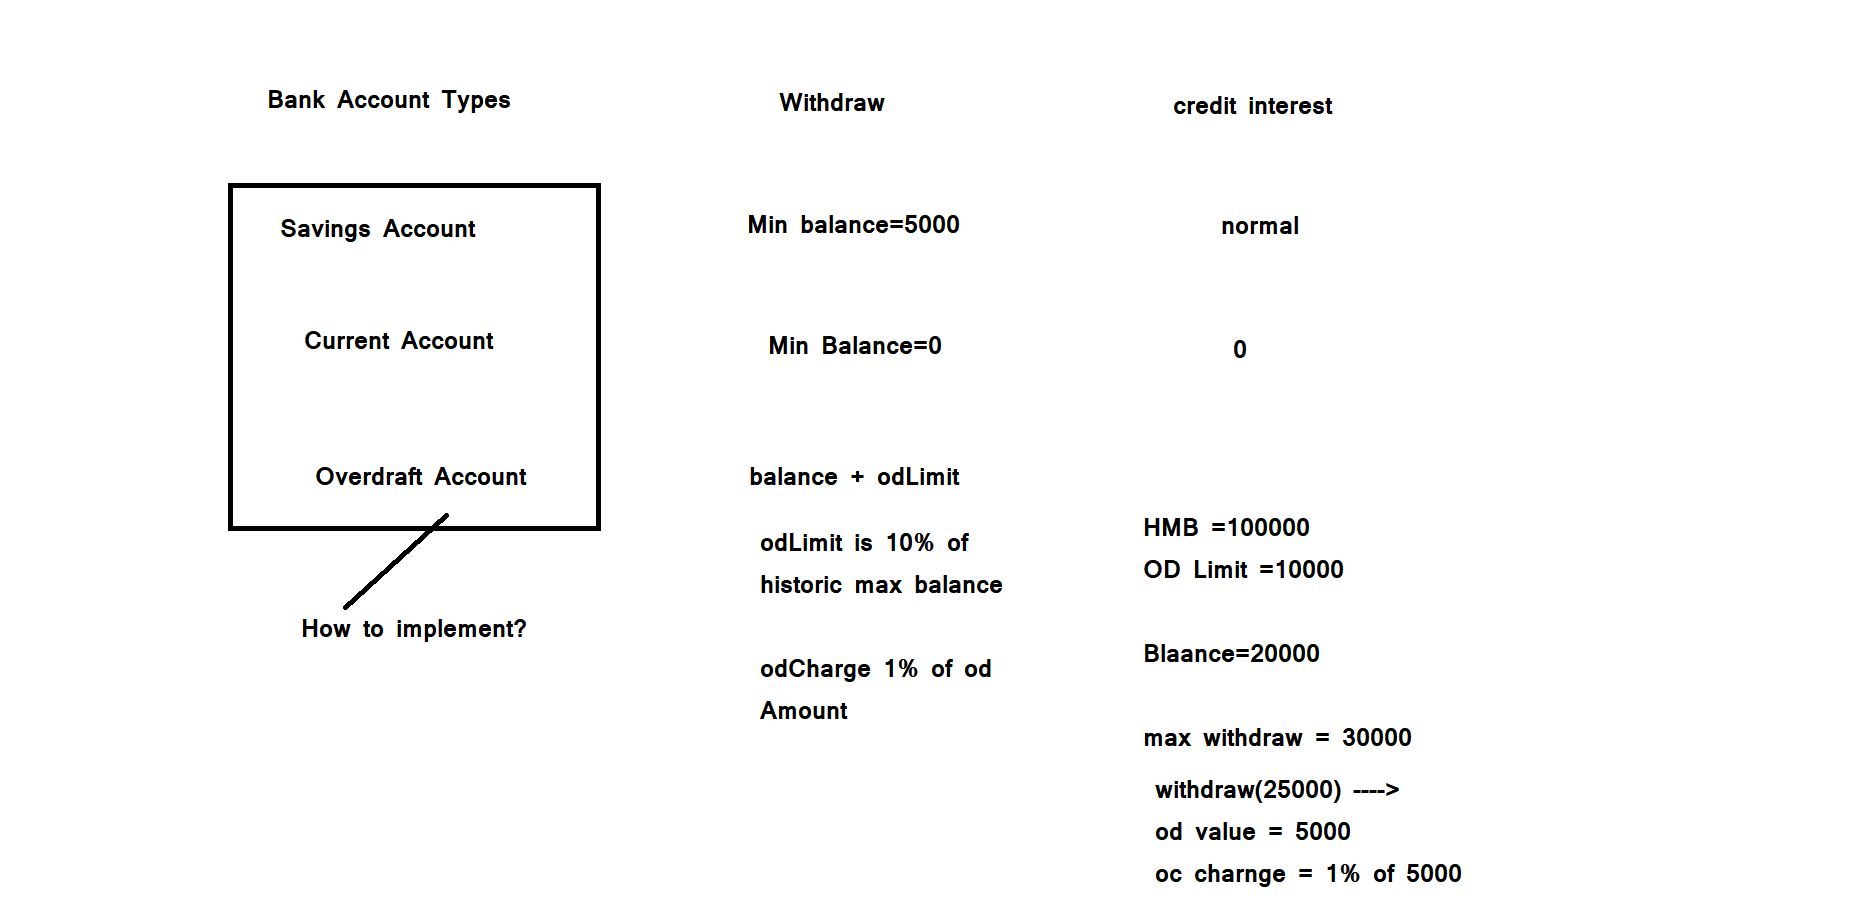 Bank Account Types
Withdraw
credit interest
Savings Account
Min balance=5000
normal
Current Account
Min Balance=0
0
Overdraft Account
balance + odLimit
odLimit is 10% of
historic max balance
odCharge 1% of od
Amount
HMB =100000
OD Limit =10000
Blaance=20000
max withdraw = 30000
withdraw(25000) ---->
od value = 5000
oc charnge = 1% of 5000
How to implement?